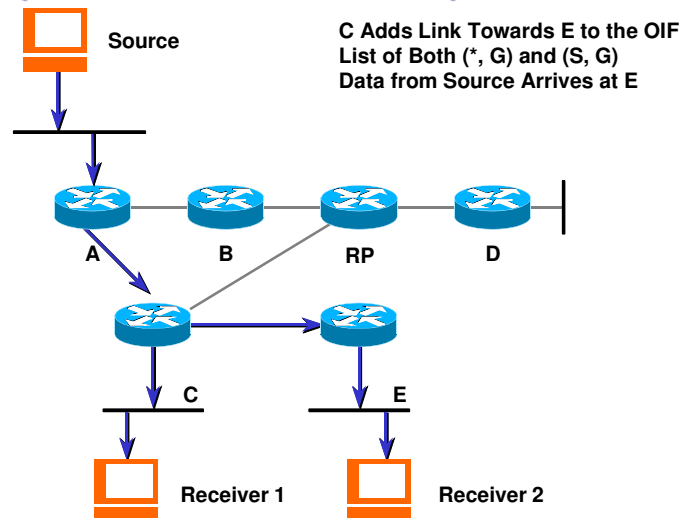 Source
C Adds Link Towards E to the OIF
List of Both (*, G) and (S, G)
Data from Source Arrives at E
A
B
RP
D
C
E
Receiver 1
Receiver 2